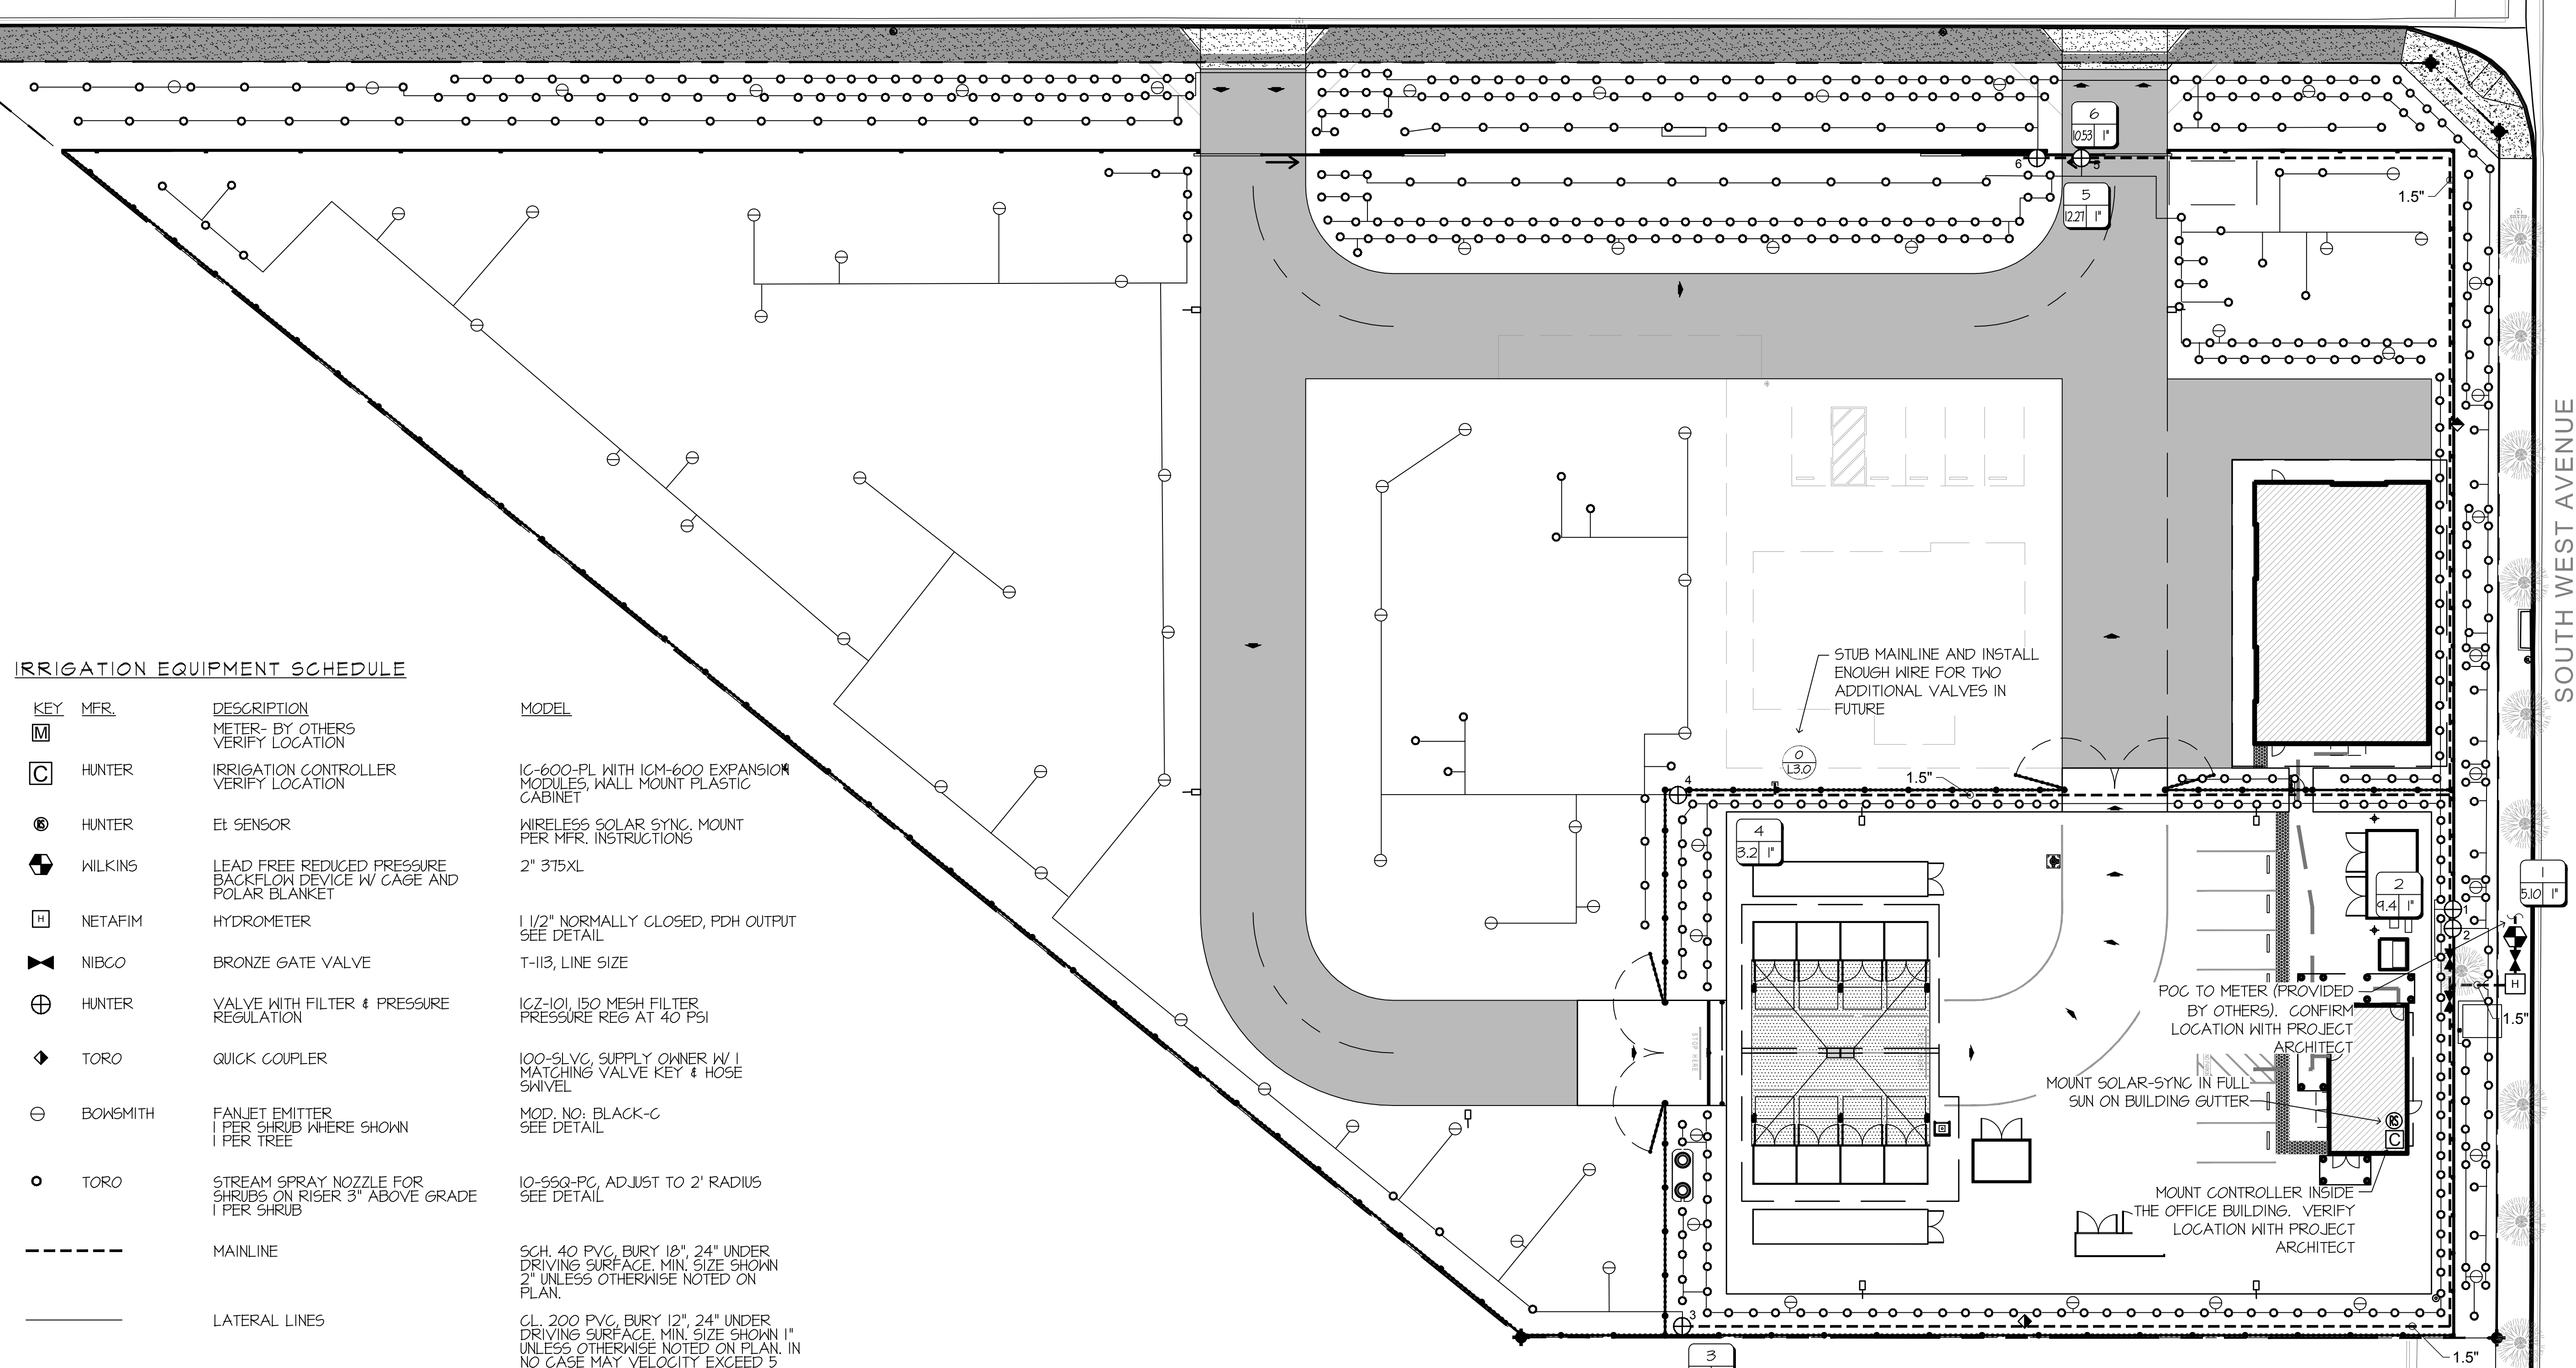 6
10.53 1"
6
5
5
12.27 1"
1.5"
SOUTH WEST AVENUE
STUB MAINLINE AND INSTALL
ENOUGH WIRE FOR TWO
ADDITIONAL VALVES IN
FUTURE
0
L3.0
1.5"
4
4
3.2 1"
1
5.10 1"
2
9.4 1"
1
2
H
POC TO METER (PROVIDED
BY OTHERS). CONFIRM
LOCATION WITH PROJECT
ARCHITECT
1.5"
STOP HERE
MOUNT SOLAR-SYNC IN FULL
SUN ON BUILDING GUTTER
RS
C
MOUNT CONTROLLER INSIDE
THE OFFICE BUILDING. VERIFY
LOCATION WITH PROJECT
ARCHITECT
3
1.5"
3
IRRIGATION EQUIPMENT SCHEDULE
KEY MFR. DESCRIPTION MODEL
M METER- BY OTHERS
VERIFY LOCATION
C HUNTER IRRIGATION CONTROLLER IC-600-PL WITH ICM-600 EXPANSION
VERIFY LOCATION MODULES, WALL MOUNT PLASTIC
CABINET
RS HUNTER Et SENSOR WIRELESS SOLAR SYNC. MOUNT
PER MFR. INSTRUCTIONS
WILKINS LEAD FREE REDUCED PRESSURE 2" 375XL
BACKFLOW DEVICE W/ CAGE AND
POLAR BLANKET
H NETAFIM HYDROMETER 1 1/2" NORMALLY CLOSED, PDH OUTPUT
SEE DETAIL
NIBCO BRONZE GATE VALVE T-113, LINE SIZE
HUNTER VALVE WITH FILTER & PRESSURE ICZ-101, 150 MESH FILTER
REGULATION PRESSURE REG AT 40 PSI
TORO QUICK COUPLER 100-SLVC, SUPPLY OWNER W/ 1
MATCHING VALVE KEY & HOSE
SWIVEL
BOWSMITH FANJET EMITTER MOD. NO: BLACK-C
1 PER SHRUB WHERE SHOWN SEE DETAIL
1 PER TREE
TORO STREAM SPRAY NOZZLE FOR 10-SSQ-PC, ADJUST TO 2' RADIUS
SHRUBS ON RISER 3" ABOVE GRADE SEE DETAIL
1 PER SHRUB
MAINLINE SCH. 40 PVC, BURY 18", 24" UNDER
DRIVING SURFACE. MIN. SIZE SHOWN
2" UNLESS OTHERWISE NOTED ON
PLAN.
LATERAL LINES CL. 200 PVC, BURY 12", 24" UNDER
DRIVING SURFACE. MIN. SIZE SHOWN 1"
UNLESS OTHERWISE NOTED ON PLAN. IN
NO CASE MAY VELOCITY EXCEED 5